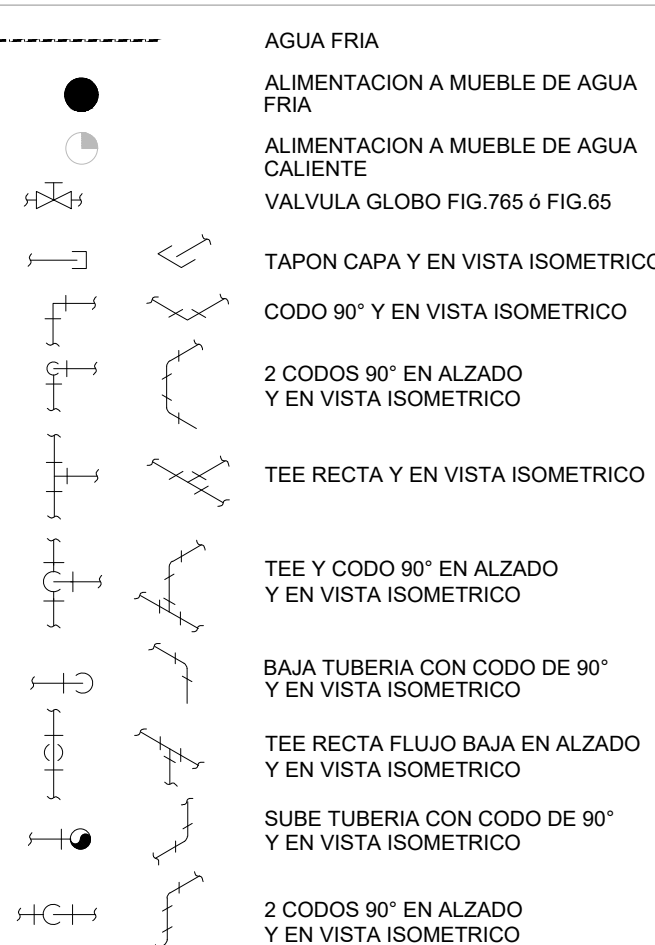 AGUA FRIA
ALIMENTACION A MUEBLE DE AGUA
FRIA
ALIMENTACION A MUEBLE DE AGUA
CALIENTE
VALVULA GLOBO FIG.765 ó FIG.65
TAPON CAPA Y EN VISTA ISOMETRICO
CODO 90° Y EN VISTA ISOMETRICO
2 CODOS 90° EN ALZADO
Y EN VISTA ISOMETRICO
TEE RECTA Y EN VISTA ISOMETRICO
TEE Y CODO 90° EN ALZADO
Y EN VISTA ISOMETRICO
BAJA TUBERIA CON CODO DE 90°
Y EN VISTA ISOMETRICO
TEE RECTA FLUJO BAJA EN ALZADO
Y EN VISTA ISOMETRICO
SUBE TUBERIA CON CODO DE 90°
Y EN VISTA ISOMETRICO
2 CODOS 90° EN ALZADO
Y EN VISTA ISOMETRICO